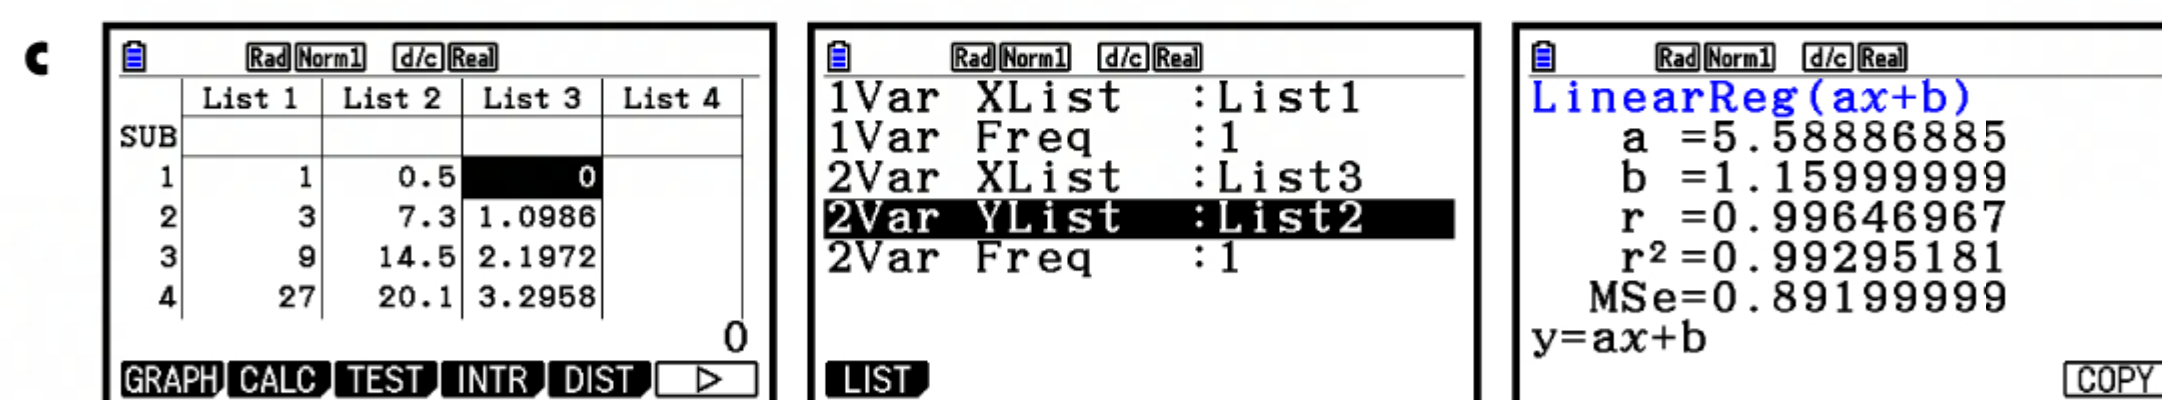 c
Rad Norm1 d/c Real
List 1 List 2 List 3 List 4
SUB
1 1 0.5 0
2 3 7.3 1.0986
3 9 14.5 2.1972
4 27 20.1 3.2958
0
GRAPH CALC TEST INTR DIST ▷
Rad Norm1 d/c Real
1Var XList :List1
1Var Freq :1
2Var XList :List3
2Var YList :List2
2Var Freq :1
LIST
Rad Norm1 d/c Real
LinearReg(ax+b)
a =5.58886885
b =1.15999999
r =0.99646967
r²=0.99295181
MSe=0.89199999
y=ax+b
COPY